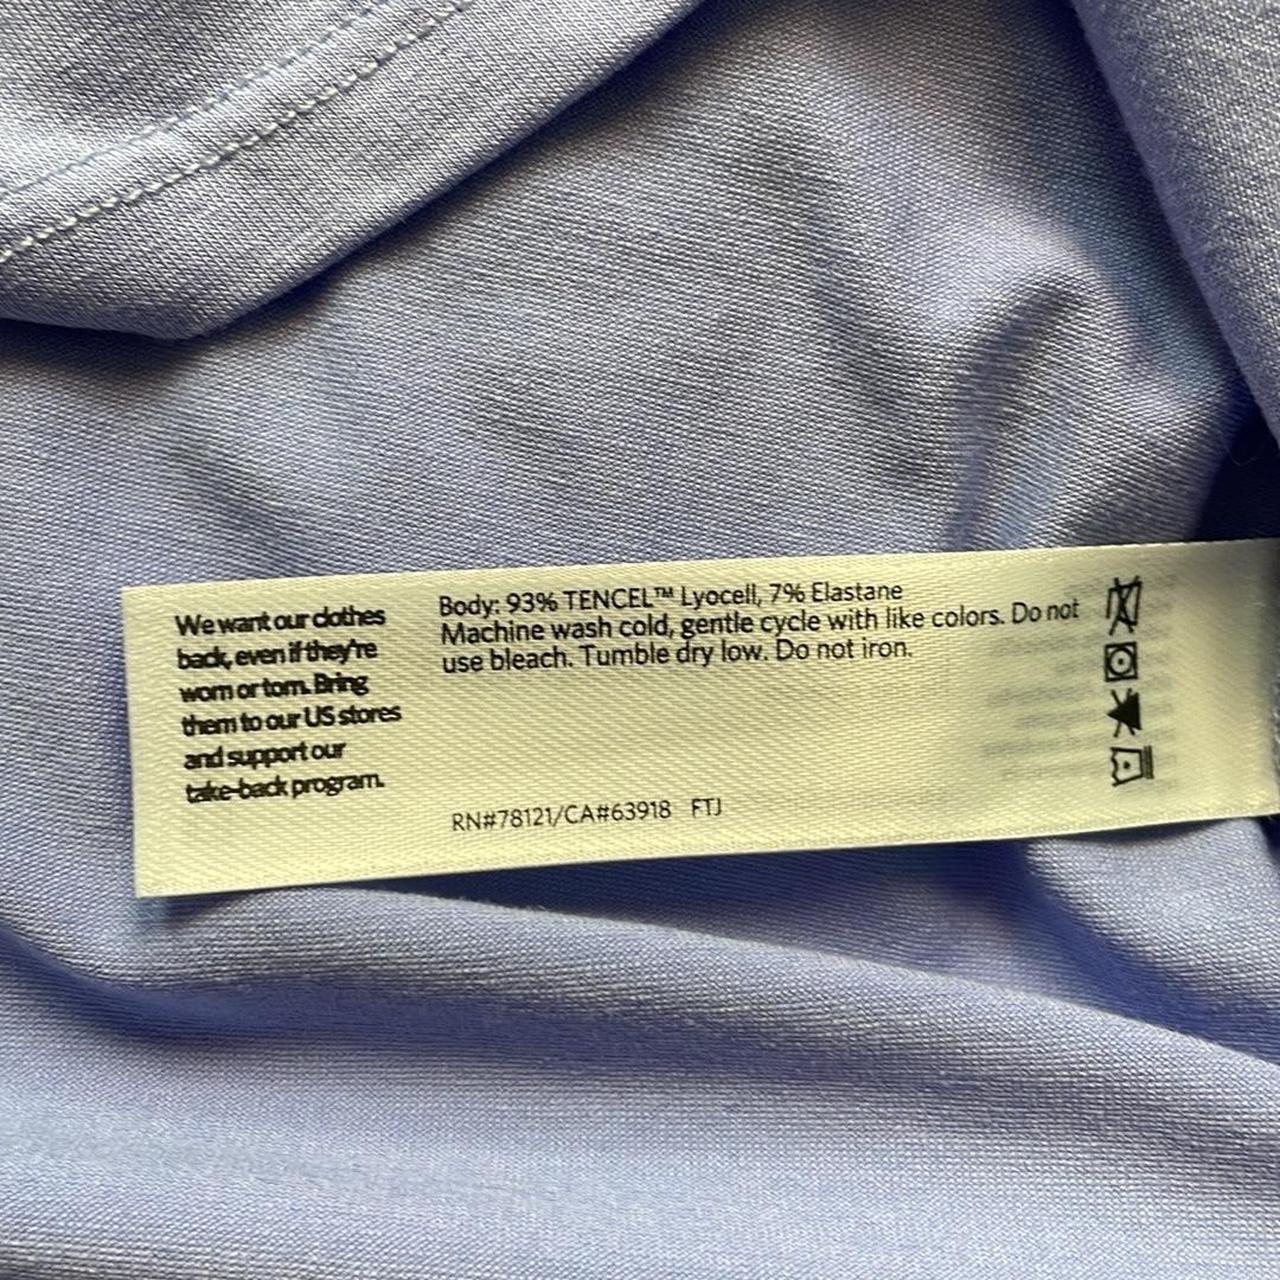 We want our clothes
back, even if they're
worn or torn. Bring
them to our US stores
and support our
take-back program.
Body: 93% TENCEL™ Lyocell, 7% Elastane
Machine wash cold, gentle cycle with like colors. Do not
use bleach. Tumble dry low. Do not iron.
RN#78121/CA#63918 FTJ